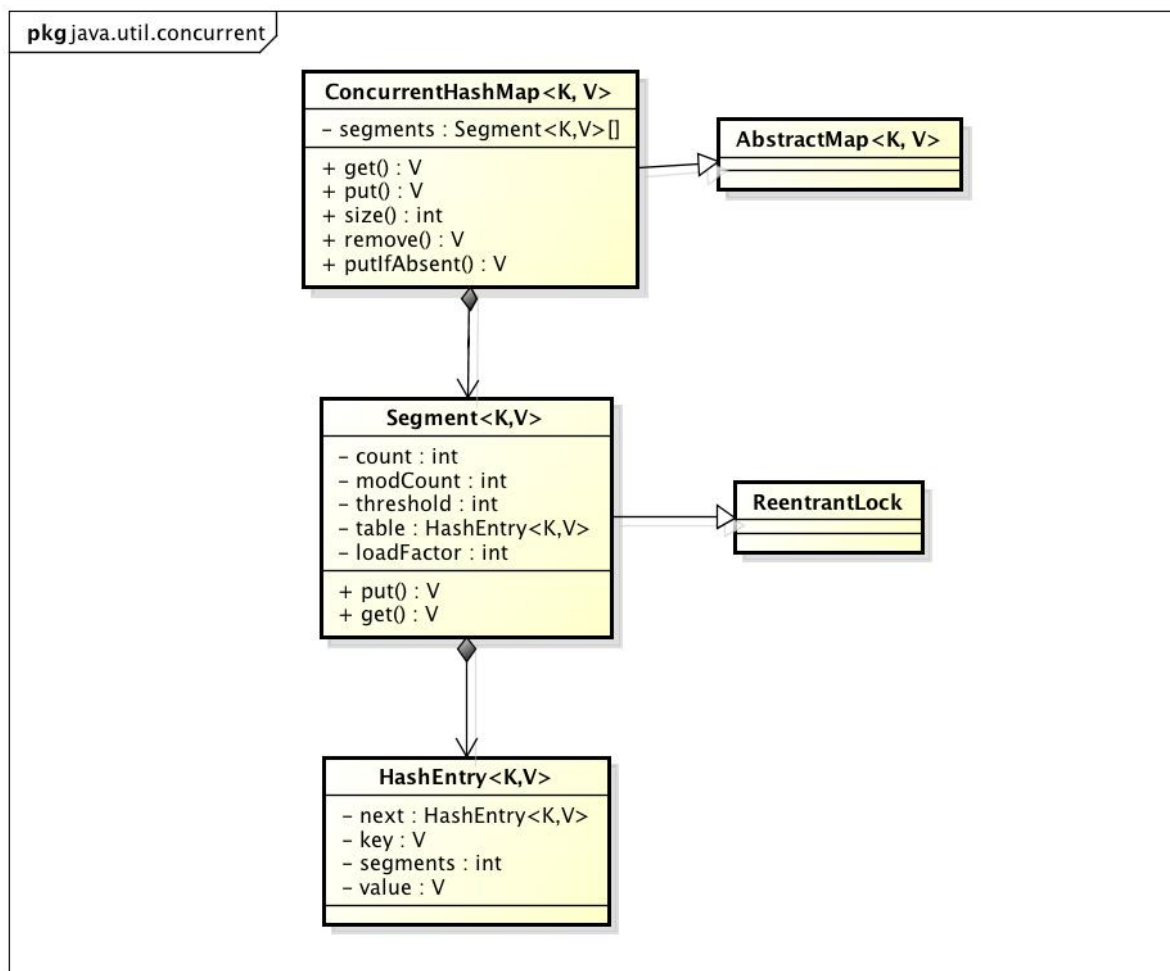 pkg java.util.concurrent
ConcurrentHashMap<K, V>
- segments : Segment<K,V>[]
+ get() : V
+ put() : V
+ size() : int
+ remove() : V
+ putIfAbsent() : V
AbstractMap<K, V>
Segment<K,V>
- count : int
- modCount : int
- threshold : int
- table : HashEntry<K,V>
- loadFactor : int
+ put() : V
+ get() : V
ReentrantLock
HashEntry<K,V>
- next : HashEntry<K,V>
- key : V
- segments : int
- value : V